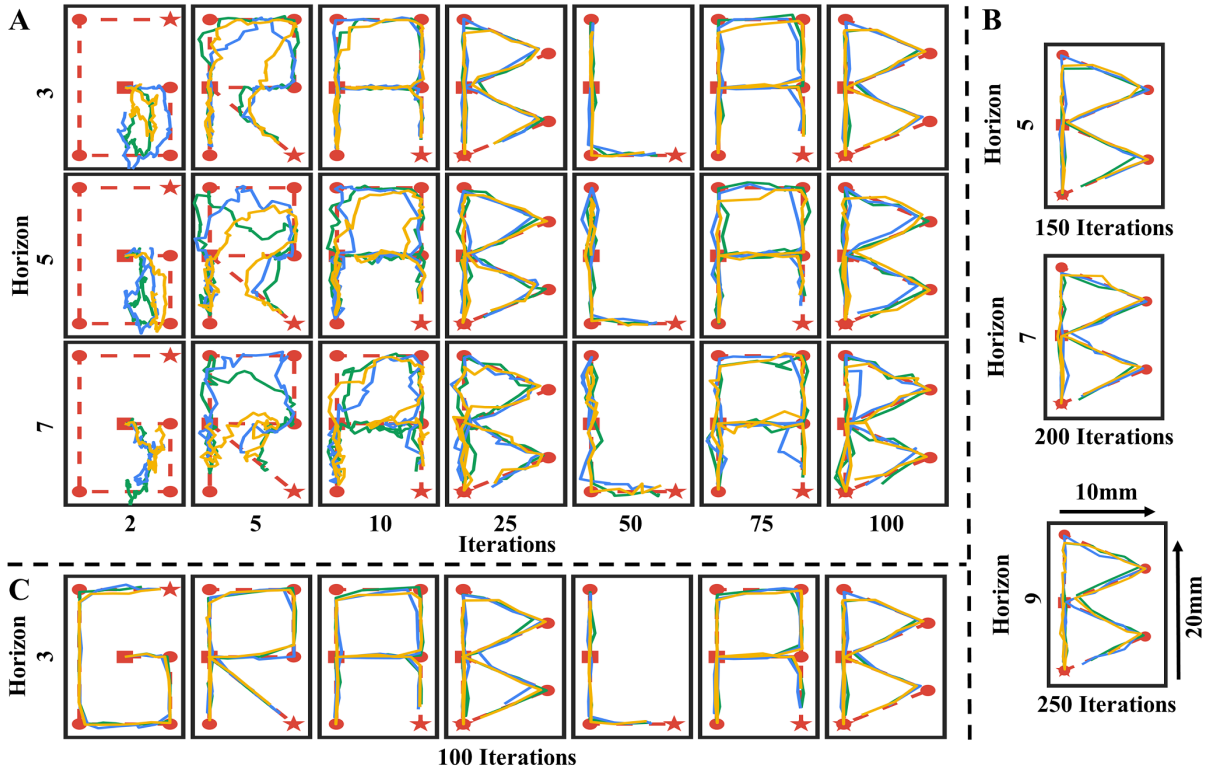 A
B
Horizon
3
5
7
2 5 10 25 50 75 100
Iterations
Horizon
5
150 Iterations
Horizon
7
200 Iterations
10mm
Horizon
9
20mm
250 Iterations
C
Horizon
3
100 Iterations